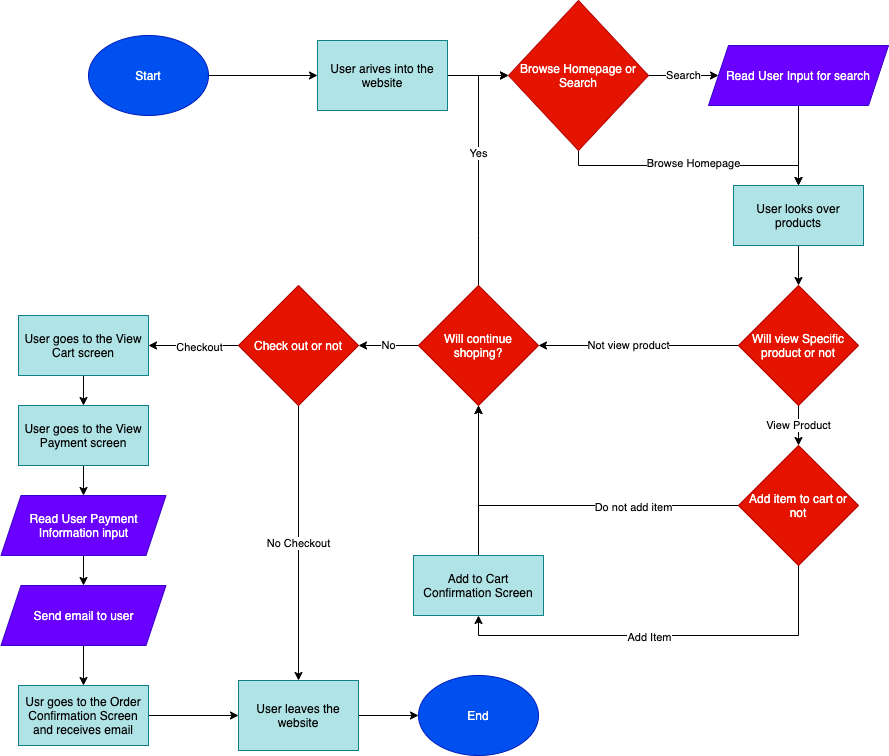 Start
User arives into the
website
Browse Homepage or
Search
Search
Read User Input for search
Yes
Browse Homepage
User looks over
products
User goes to the View
Cart screen
Checkout
Check out or not
No
Will continue
shoping?
Not view product
Will view Specific
product or not
View Product
User goes to the View
Payment screen
Add item to cart or
not
Do not add item
Read User Payment
Information input
No Checkout
Add to Cart
Confirmation Screen
Send email to user
Add Item
Usr goes to the Order
Confirmation Screen
and receives email
User leaves the
website
End